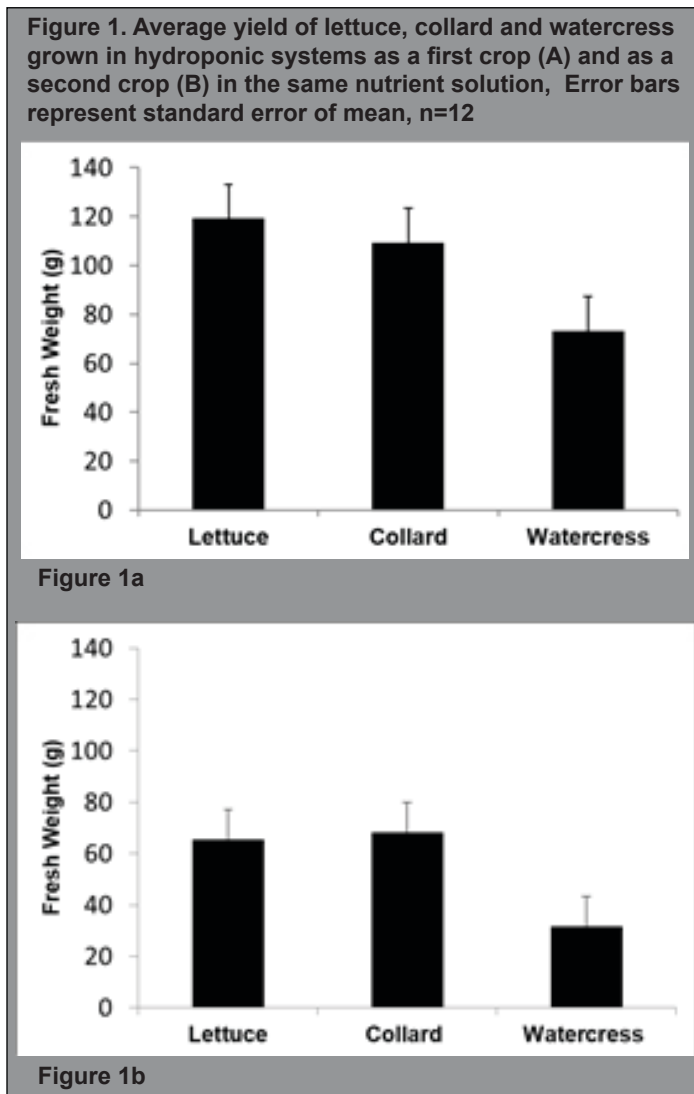 Figure 1. Average yield of lettuce, collard and watercress
grown in hydroponic systems as a first crop (A) and as a
second crop (B) in the same nutrient solution, Error bars
represent standard error of mean, n=12
140
120
100
80
60
40
20
0
Fresh Weight (g)
Lettuce Collard Watercress
Figure 1a
140
120
100
80
60
40
20
0
Fresh Weight (g)
Lettuce Collard Watercress
Figure 1b